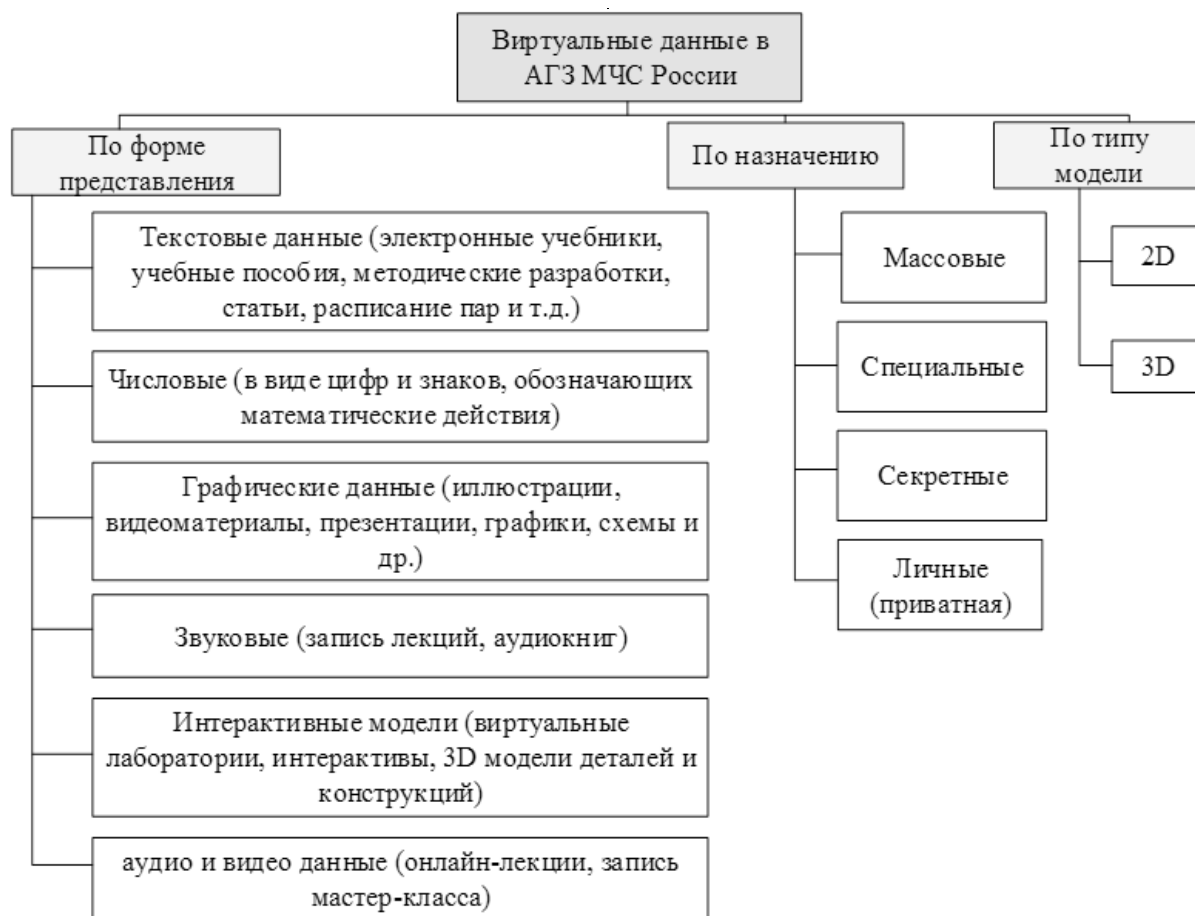 Виртуальные данные в
АГЗ МЧС России
По форме
представления
По назначению
По типу
модели
Текстовые данные (электронные учебники,
учебные пособия, методические разработки,
статьи, расписание пар и т.д.)
Числовые (в виде цифр и знаков, обозначающих
математические действия)
Графические данные (иллюстрации,
видеоматериалы, презентации, графики, схемы и
др.)
Звуковые (запись лекций, аудиокниг)
Интерактивные модели (виртуальные
лаборатории, интерактивы, 3D модели деталей и
конструкций)
аудио и видео данные (онлайн-лекции, запись
мастер-класса)
Массовые
Специальные
Секретные
Личные
(приватная)
2D
3D